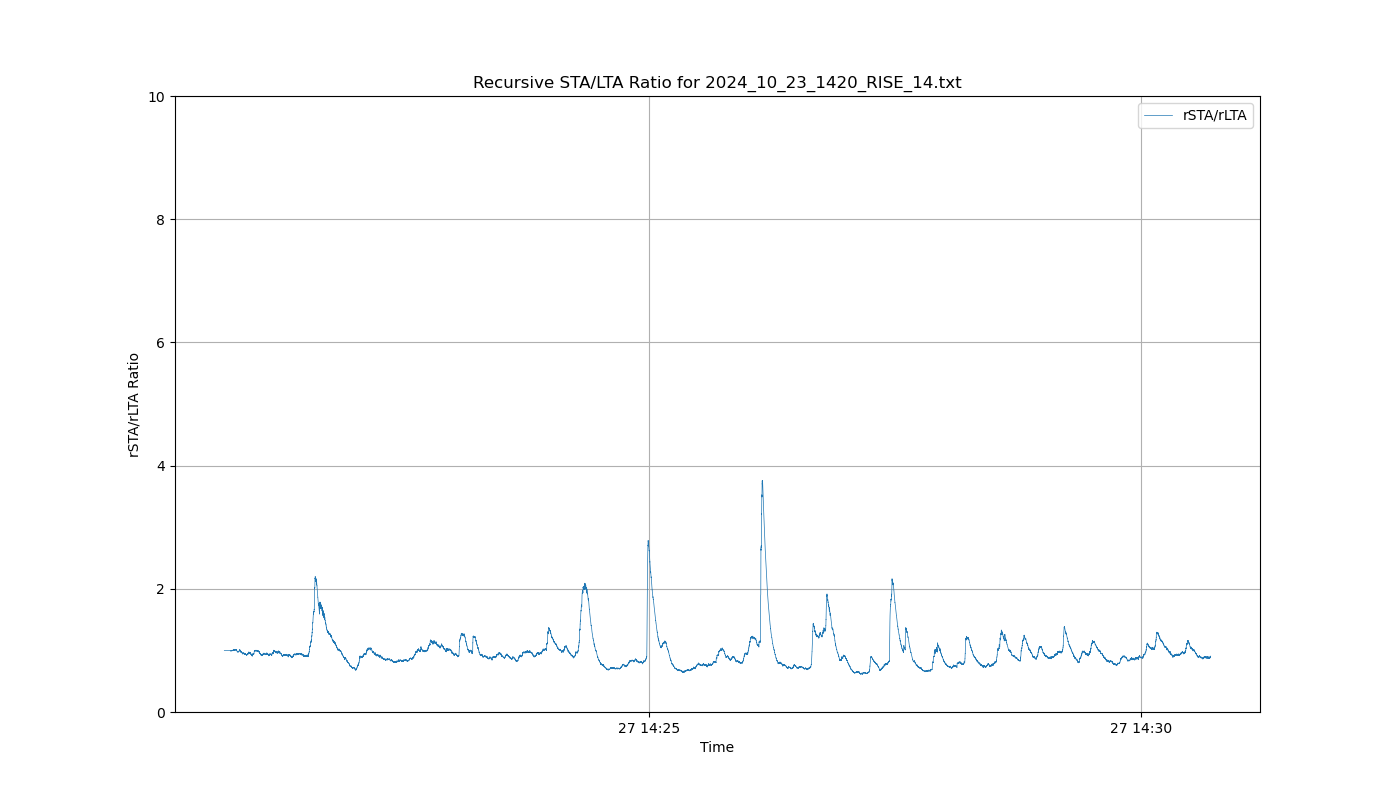 Recursive STA/LTA Ratio for 2024_10_23_1420_RISE_14.txt
rSTA/rLTA
10
8
6
4
2
0
rSTA/rLTA Ratio
27 14:25
27 14:30
Time